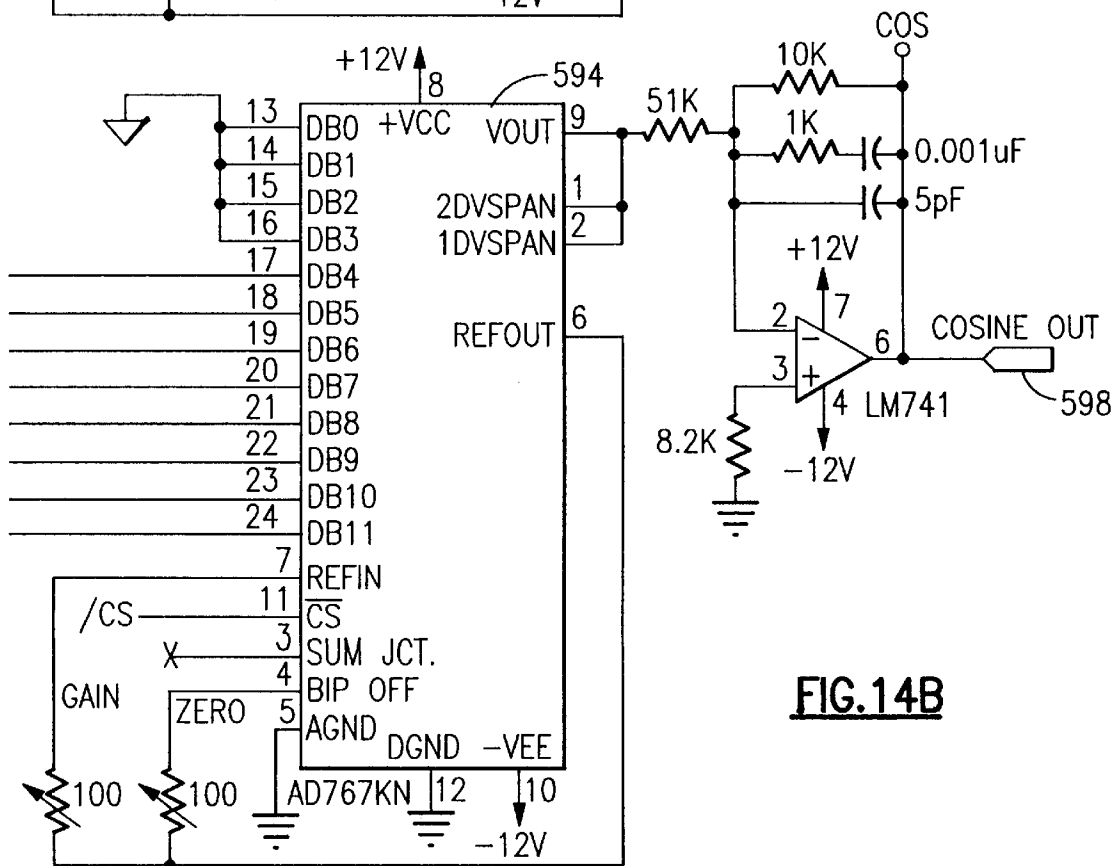 12V
COS
+12V
8
594
10K
51K
13
DB0
+VCC
VOUT
9
1K
14
DB1
0.001uF
15
DB2
2DVSPAN
1
5pF
16
DB3
1DVSPAN
2
+12V
17
DB4
18
DB5
REFOUT
6
2
7
COSINE OUT
19
DB6
−
6
20
DB7
3
+
598
21
DB8
4
LM741
22
DB9
8.2K
−12V
23
DB10
24
DB11
7
REFIN
/CS
11
CS
3
SUM JCT.
GAIN
4
BIP OFF
ZERO
5
AGND
FIG.14B
DGND
−VEE
100
100
AD767KN
12
10
−12V